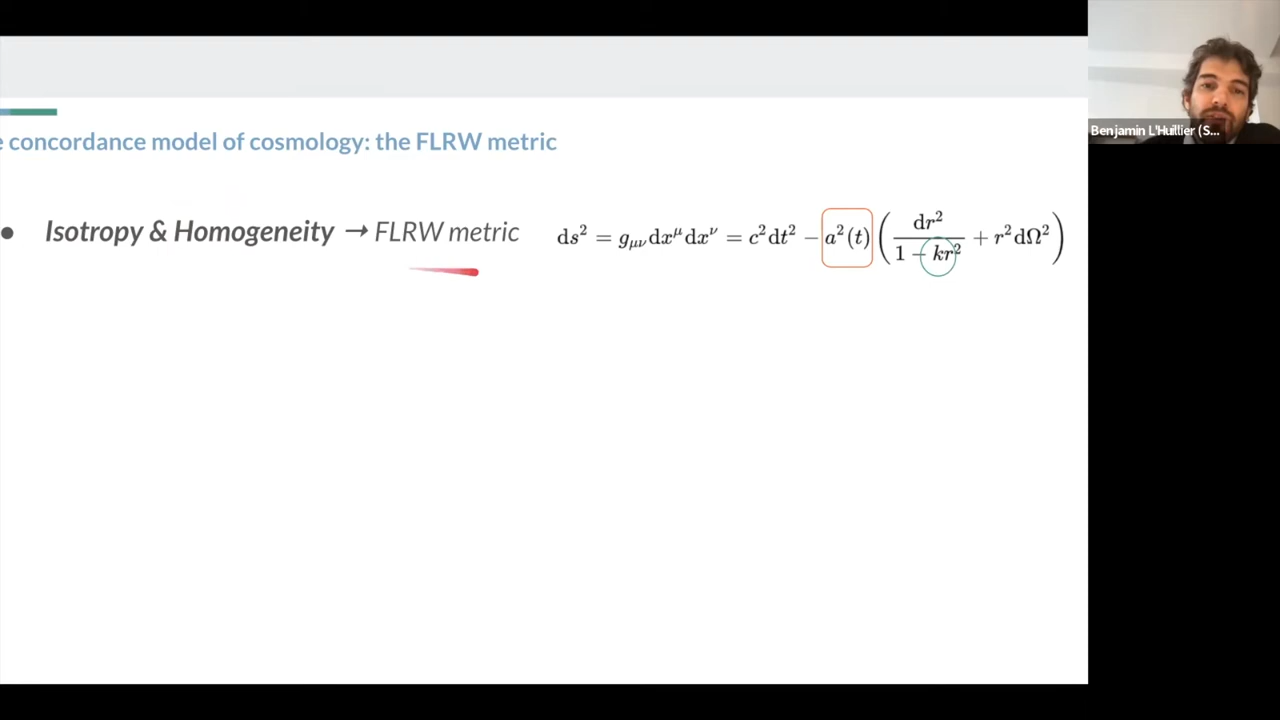 Benjamin L'Huillier (S...
e concordance model of cosmology: the FLRW metric
● Isotropy & Homogeneity → FLRW metric ds² = g_μν dx^μ dx^ν = c²dt² − a²(t) ( dr² / (1 − kr²) + r²dΩ² )